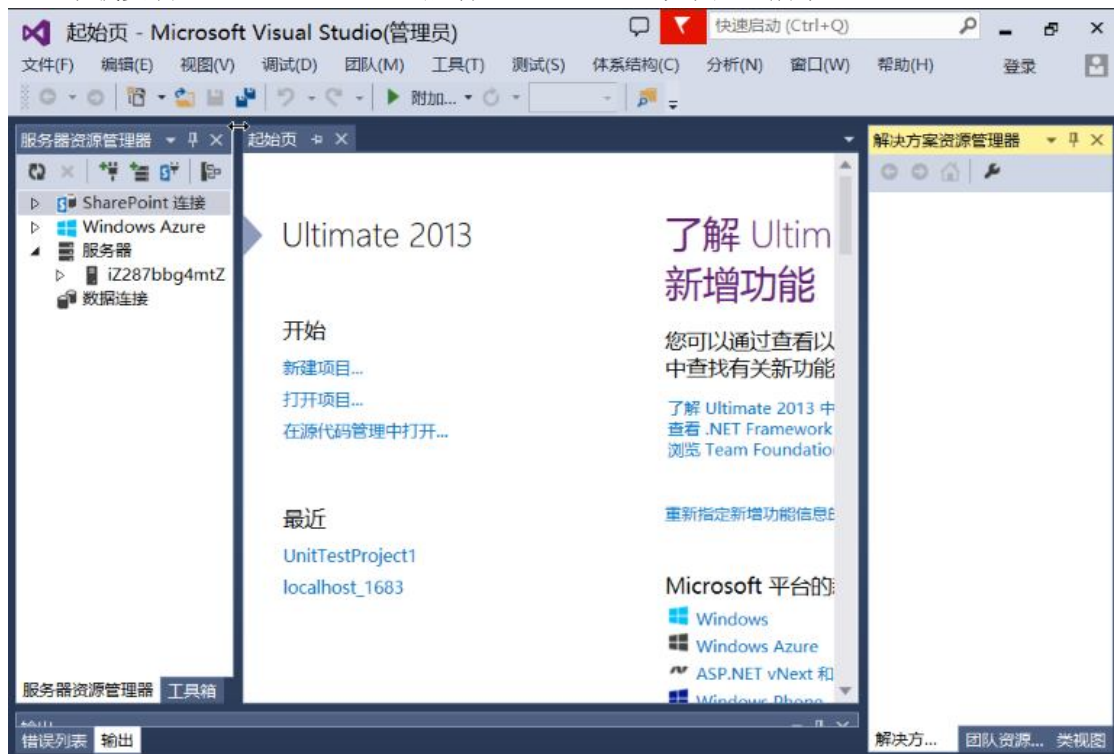 起始页 - Microsoft Visual Studio(管理员)
快速启动 (Ctrl+Q)
文件(F) 编辑(E) 视图(V) 调试(D) 团队(M) 工具(T) 测试(S) 体系结构(C) 分析(N) 窗口(W) 帮助(H) 登录
附加...
服务器资源管理器
起始页
解决方案资源管理器
SharePoint 连接
Windows Azure
服务器
iZ287bbg4mtZ
数据连接
Ultimate 2013
开始
新建项目...
打开项目...
在源代码管理中打开...
最近
UnitTestProject1
localhost_1683
了解 Ultim
新增功能
您可以通过查看以
中查找有关新功能
了解 Ultimate 2013 中
查看 .NET Framework
浏览 Team Foundatio
重新指定新增功能信息
Microsoft 平台的
Windows
Windows Azure
ASP.NET vNext 和
Windows Phone
服务器资源管理器 工具箱
输出
错误列表 输出
解决方... 团队资源... 类视图